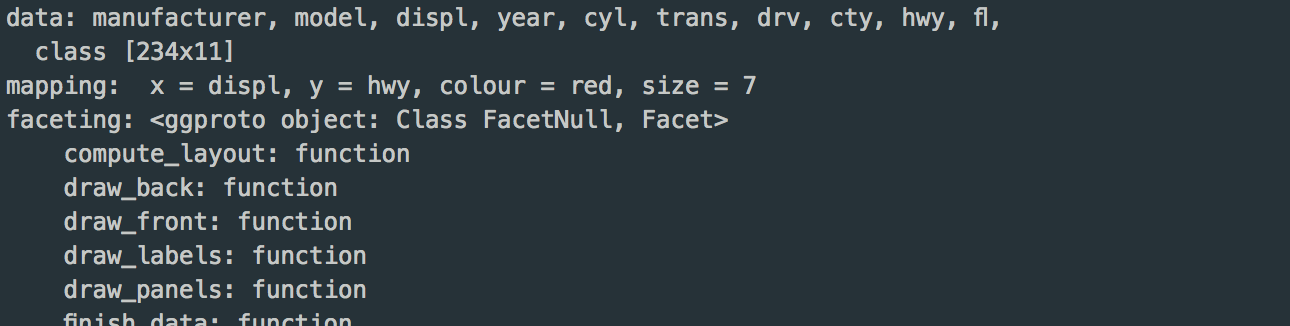 data: manufacturer, model, displ, year, cyl, trans, drv, cty, hwy, fl,
  class [234x11]
mapping:  x = displ, y = hwy, colour = red, size = 7
faceting: <ggproto object: Class FacetNull, Facet>
    compute_layout: function
    draw_back: function
    draw_front: function
    draw_labels: function
    draw_panels: function
    finish_data: function